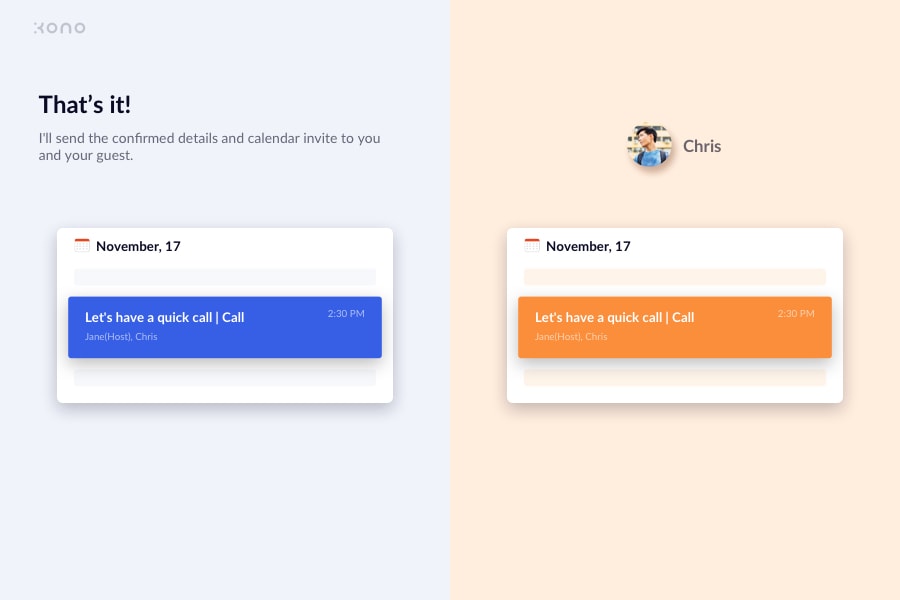 kono
That's it!
I'll send the confirmed details and calendar invite to you
and your guest.
November, 17
Let's have a quick call | Call
2:30 PM
Jane(Host), Chris
Chris
November, 17
Let's have a quick call | Call
2:30 PM
Jane(Host), Chris